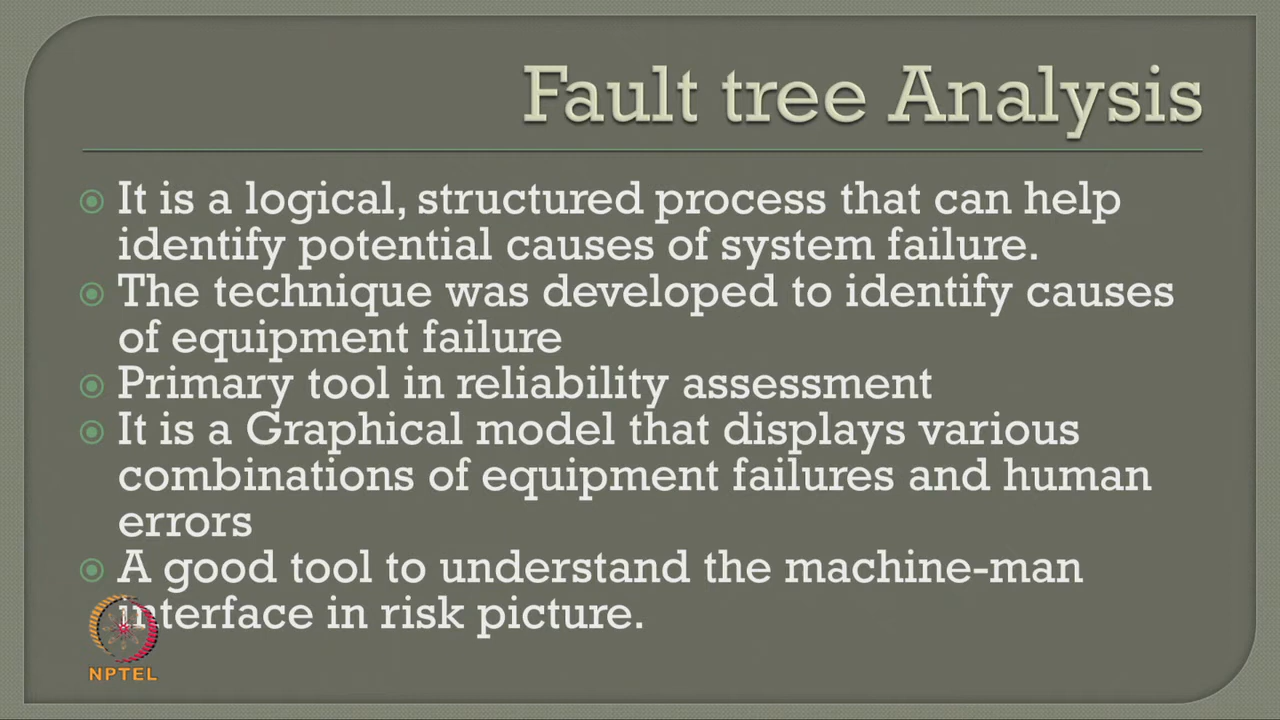 Fault tree Analysis
It is a logical, structured process that can help
identify potential causes of system failure.
The technique was developed to identify causes
of equipment failure
Primary tool in reliability assessment
It is a Graphical model that displays various
combinations of equipment failures and human
errors
A good tool to understand the machine-man
interface in risk picture.
NPTEL